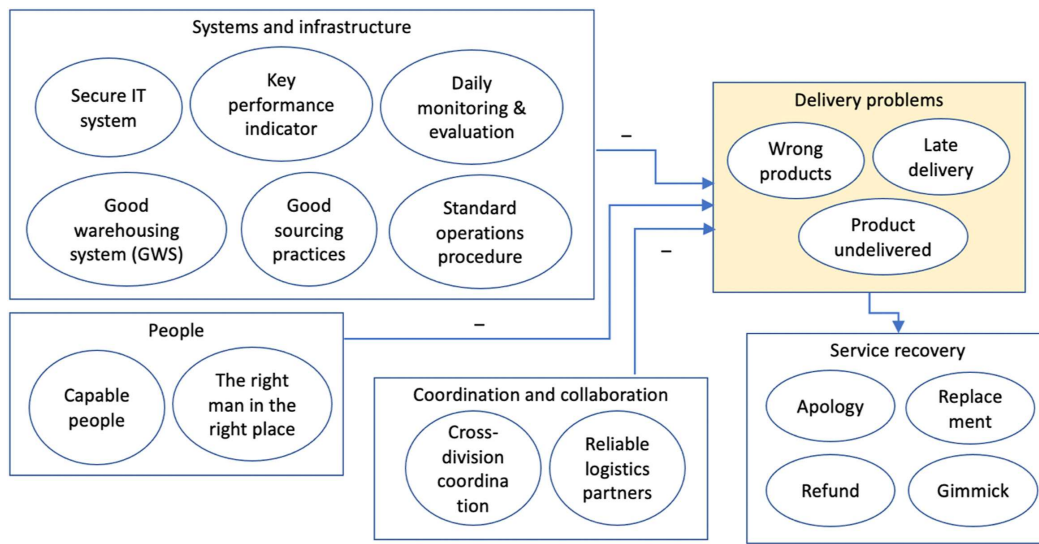 Systems and infrastructure
Secure IT
system
Key
performance
indicator
Daily
monitoring &
evaluation
Good
warehousing
system (GWS)
Good
sourcing
practices
Standard
operations
procedure
–
Delivery problems
Wrong
products
Late
delivery
Product
undelivered
People
–
Capable
people
The right
man in the
right place
–
Coordination and collaboration
Cross-
division
coordina
tion
Reliable
logistics
partners
Service recovery
Apology
Replace
ment
Refund
Gimmick